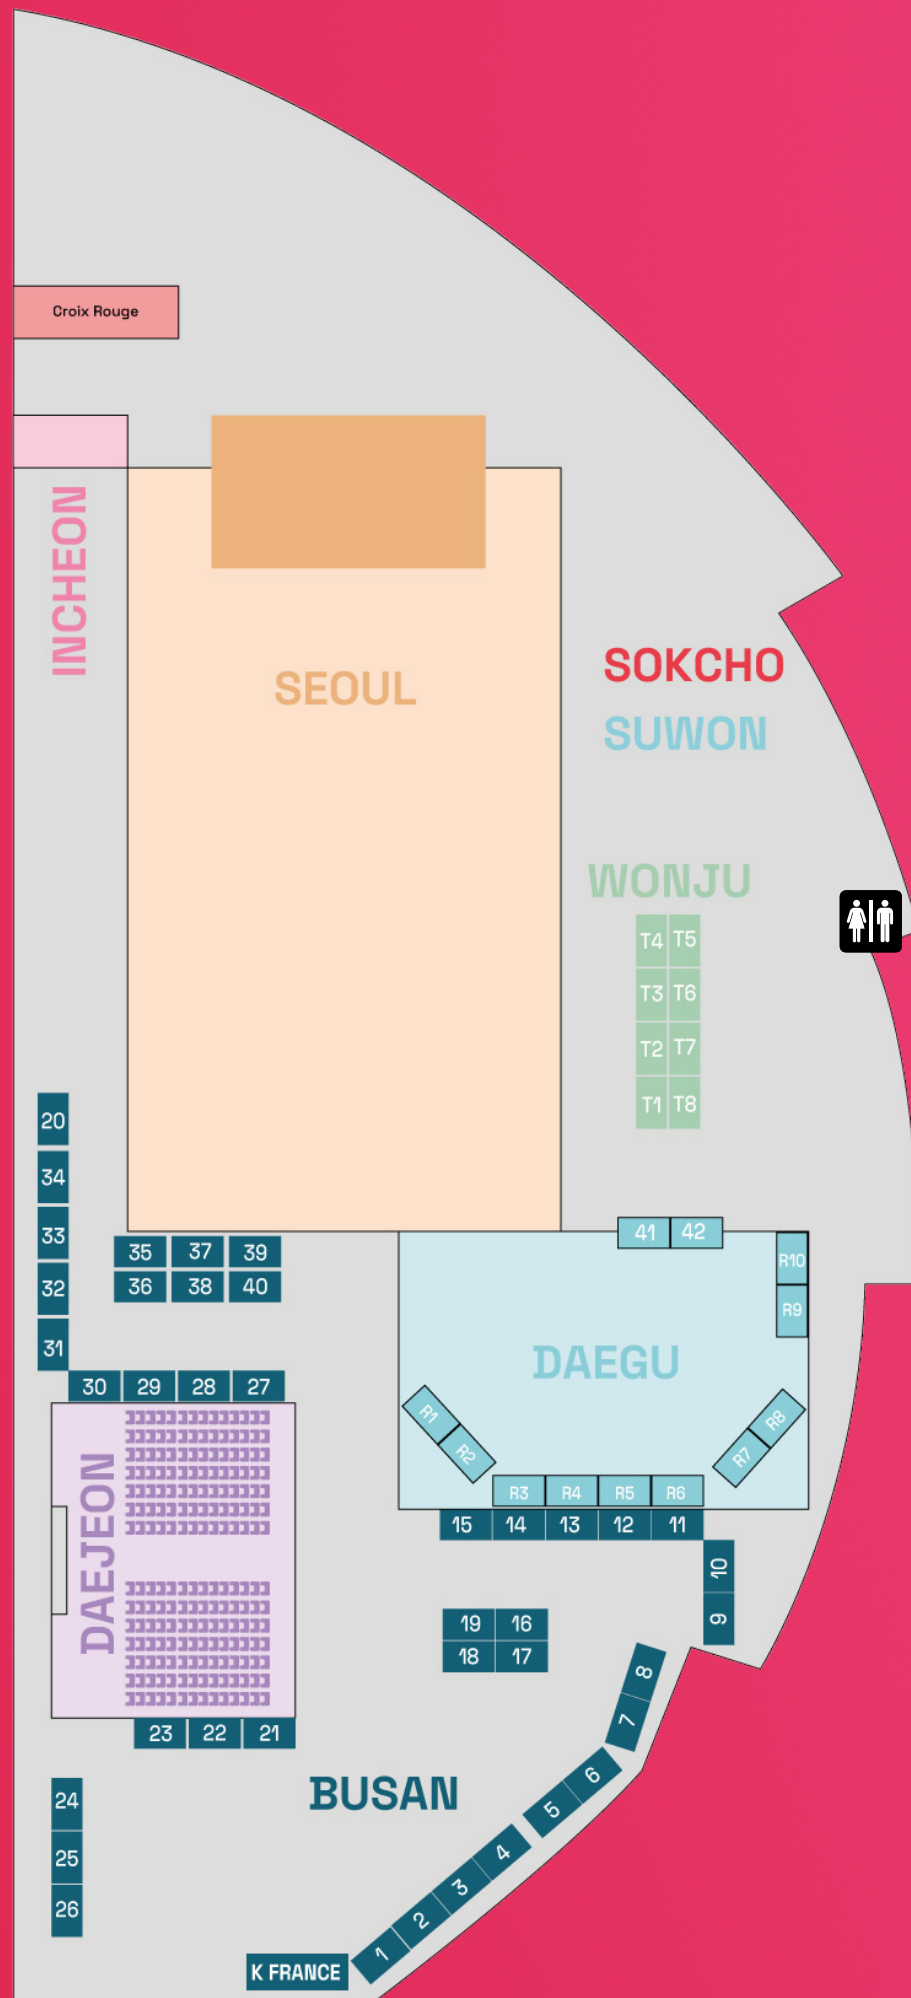 Croix Rouge
INCHEON
SEOUL
SOKCHO
SUWON
WONJU
T4 T5
T3 T6
T2 T7
T1 T8
20
34
33
32
31
35 37 39
36 38 40
41 42
R10
R9
DAEGU
R1
R2
R3 R4 R5 R6
R7
R8
30 29 28 27
DAEJEON
15 14 13 12 11
10
9
19 16
18 17
8
7
23 22 21
BUSAN
6
5
4
3
2
1
24
25
26
K FRANCE